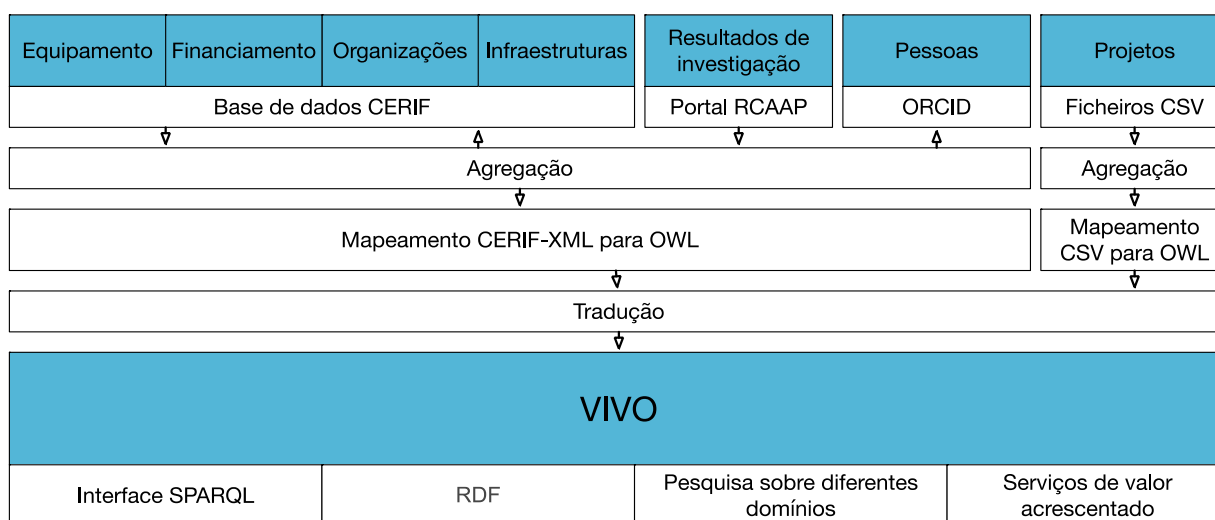 Equipamento
Financiamento
Organizações
Infraestruturas
Resultados de
investigação
Pessoas
Projetos
Base de dados CERIF
Portal RCAAP
ORCID
Ficheiros CSV
Agregação
Agregação
Mapeamento CERIF-XML para OWL
Mapeamento
CSV para OWL
Tradução
VIVO
Interface SPARQL
RDF
Pesquisa sobre diferentes
domínios
Serviços de valor
acrescentado